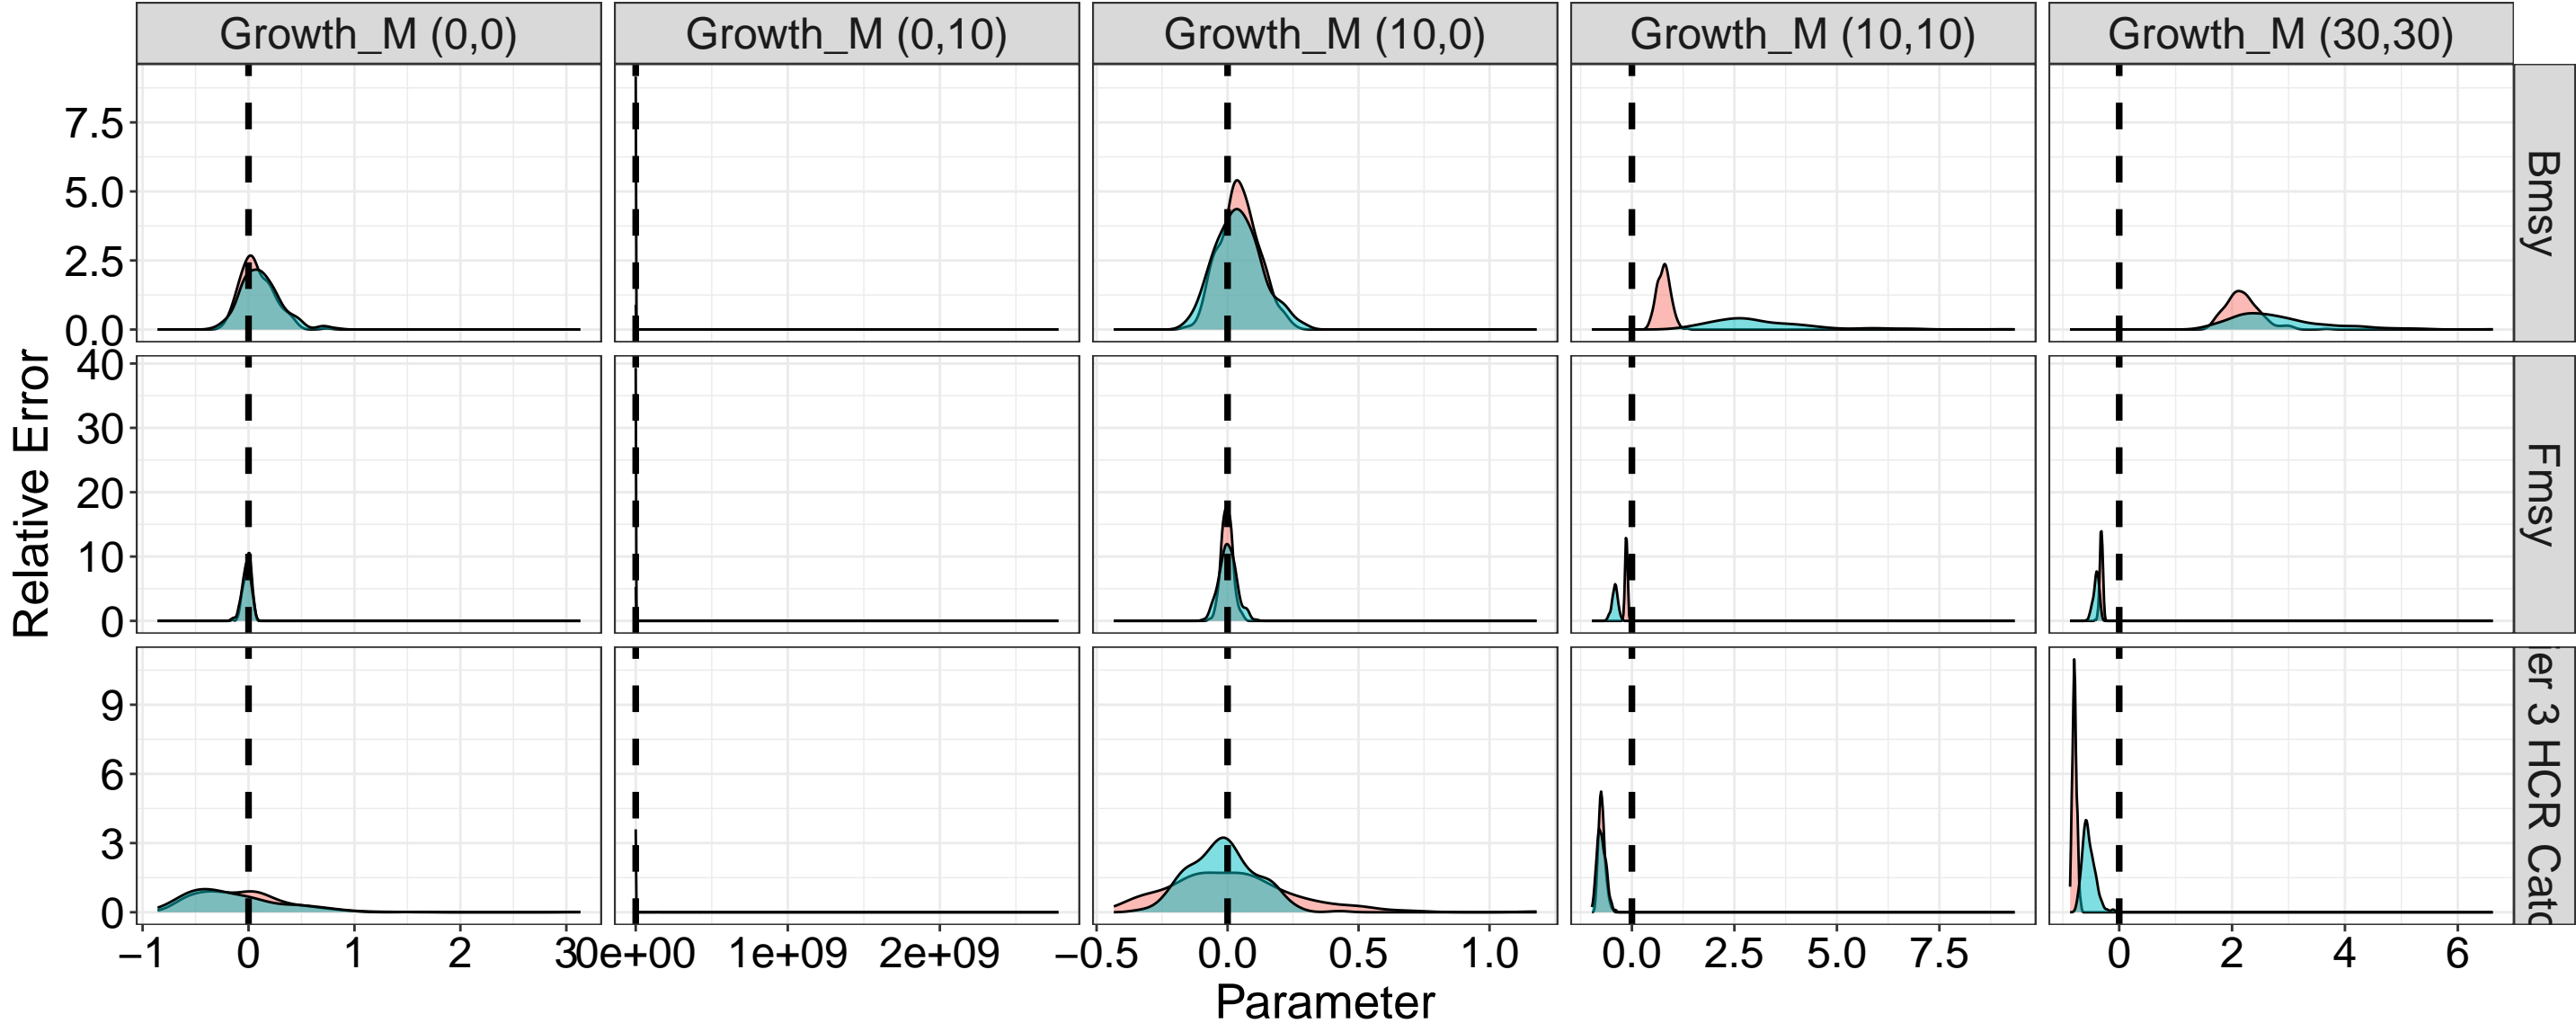 Growth_M (0,0) Growth_M (0,10) Growth_M (10,0) Growth_M (10,10) Growth_M (30,30)
7.5
5.0
2.5
0.0
Bmsy
40
30
20
10
0
Fmsy
9
6
3
0
3 HCR
Relative Error
−1 0 1 2 3 0e+00 1e+09 2e+09 −0.5 0.0 0.5 1.0 0.0 2.5 5.0 7.5 0 2 4 6
Parameter